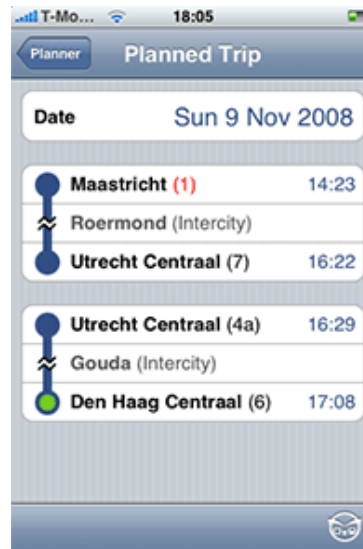 T-Mo... 18:05
Planner Planned Trip
Date Sun 9 Nov 2008
Maastricht (1) 14:23
Roermond (Intercity)
Utrecht Centraal (7) 16:22
Utrecht Centraal (4a) 16:29
Gouda (Intercity)
Den Haag Centraal (6) 17:08